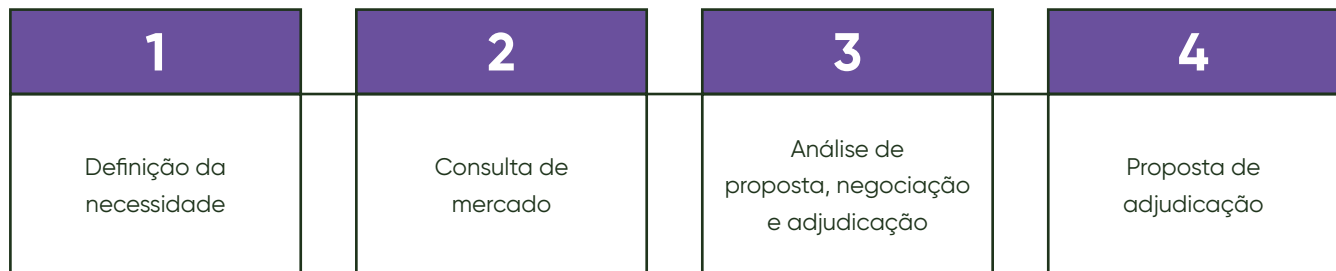 1
Definição da
necessidade
2
Consulta de
mercado
3
Análise de
proposta, negociação
e adjudicação
4
Proposta de
adjudicação